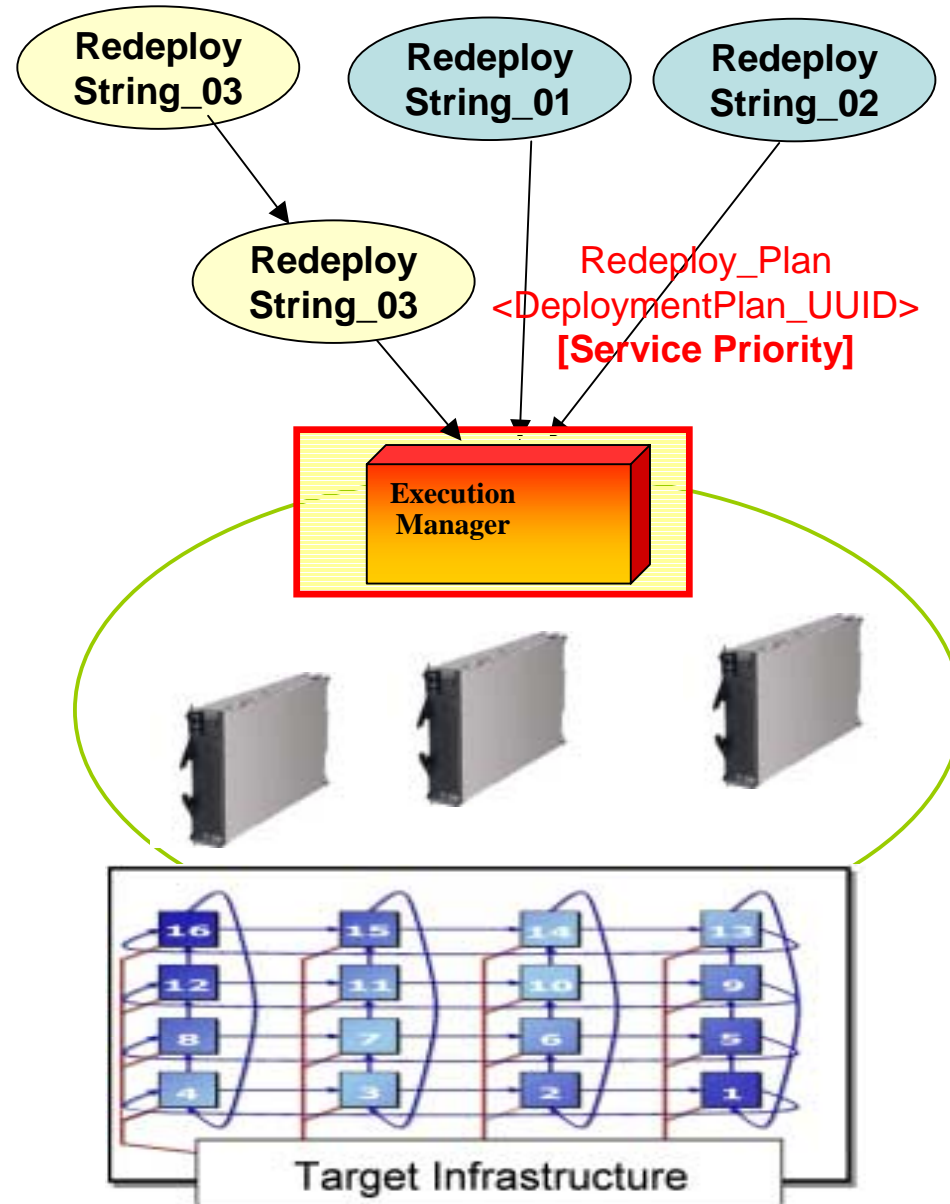 Redeploy
String_03
Redeploy
String_01
Redeploy
String_02
Redeploy
String_03
Redeploy_Plan
<DeploymentPlan_UUID>
[Service Priority]
Execution
Manager
16 15 14 13
12 11 10 9
8 7 6 5
4 3 2 1
Target Infrastructure